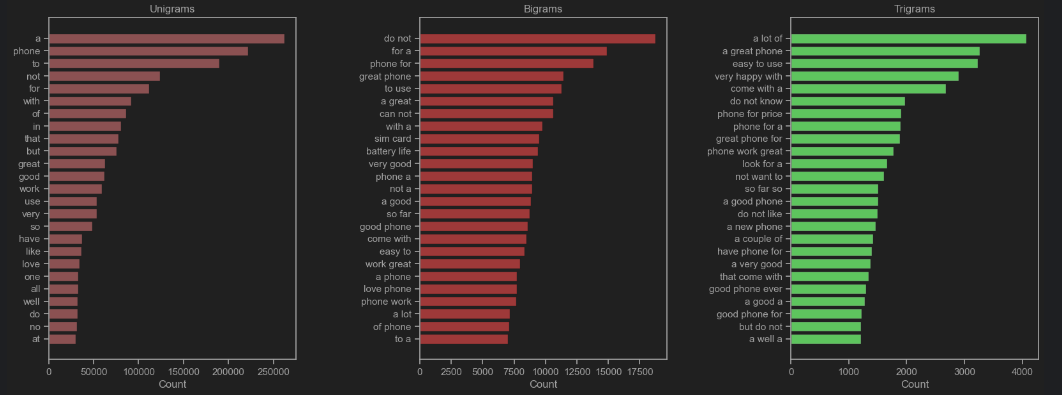 Unigrams
a
phone
to
not
for
with
of
in
that
but
great
good
work
use
very
so
have
like
love
one
all
well
do
no
at
0 50000 100000 150000 200000 250000
Count
Bigrams
do not
for a
phone for
great phone
to use
a great
can not
with a
sim card
battery life
very good
phone a
not a
a good
so far
good phone
come with
easy to
work great
a phone
love phone
phone work
a lot
of phone
to a
0 2500 5000 7500 10000 12500 15000 17500
Count
Trigrams
a lot of
a great phone
easy to use
very happy with
come with a
do not know
phone for price
phone for a
great phone for
phone work great
look for a
not want to
so far so
a good phone
do not like
a new phone
a couple of
have phone for
a very good
that come with
good phone ever
a good a
good phone for
but do not
a well a
0 1000 2000 3000 4000
Count